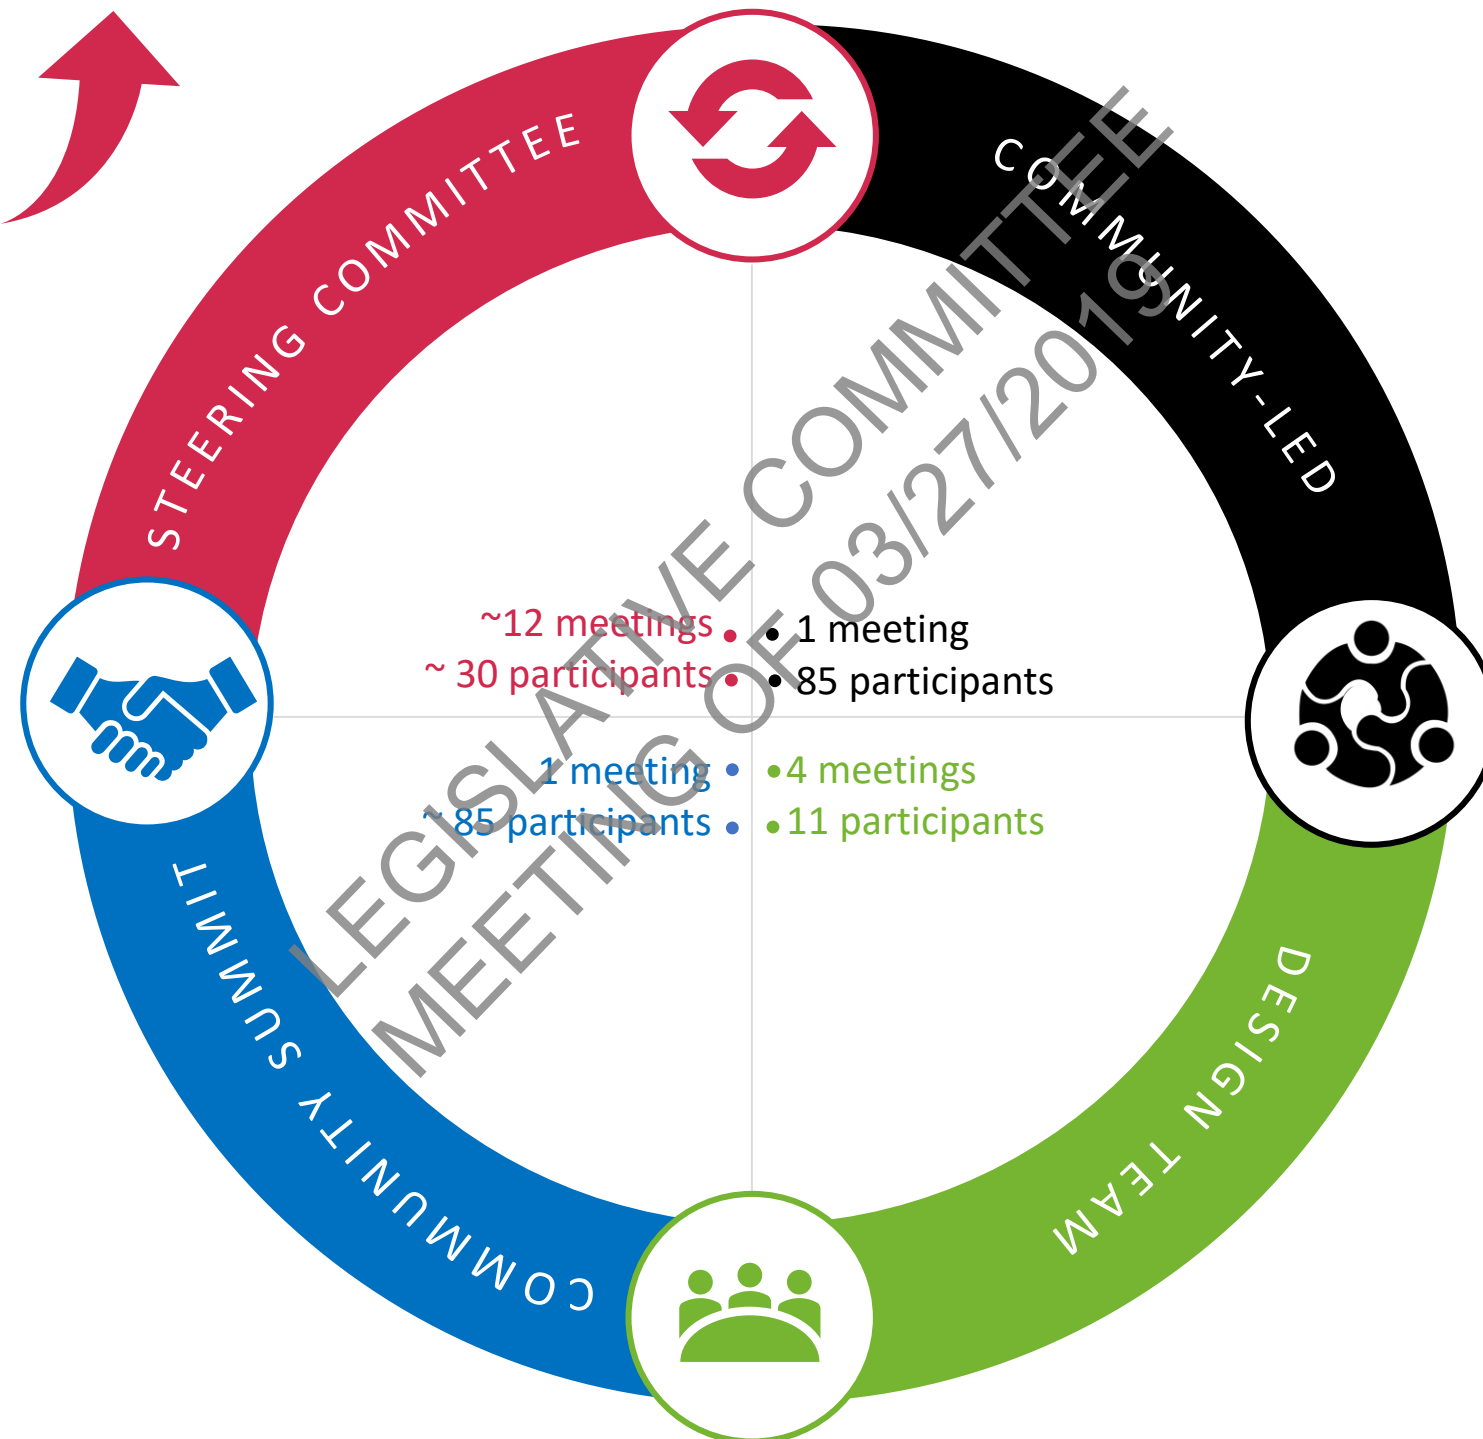 STEERING COMMITTEE
COMMUNITY-LED
~12 meetings
~ 30 participants
• 1 meeting
• 85 participants
1 meeting
~ 85 participants
• 4 meetings
• 11 participants
COMMUNITY SUMMIT
DESIGN TEAM
LEGISLATIVE COMMITTEE
MEETING OF 03/27/2019